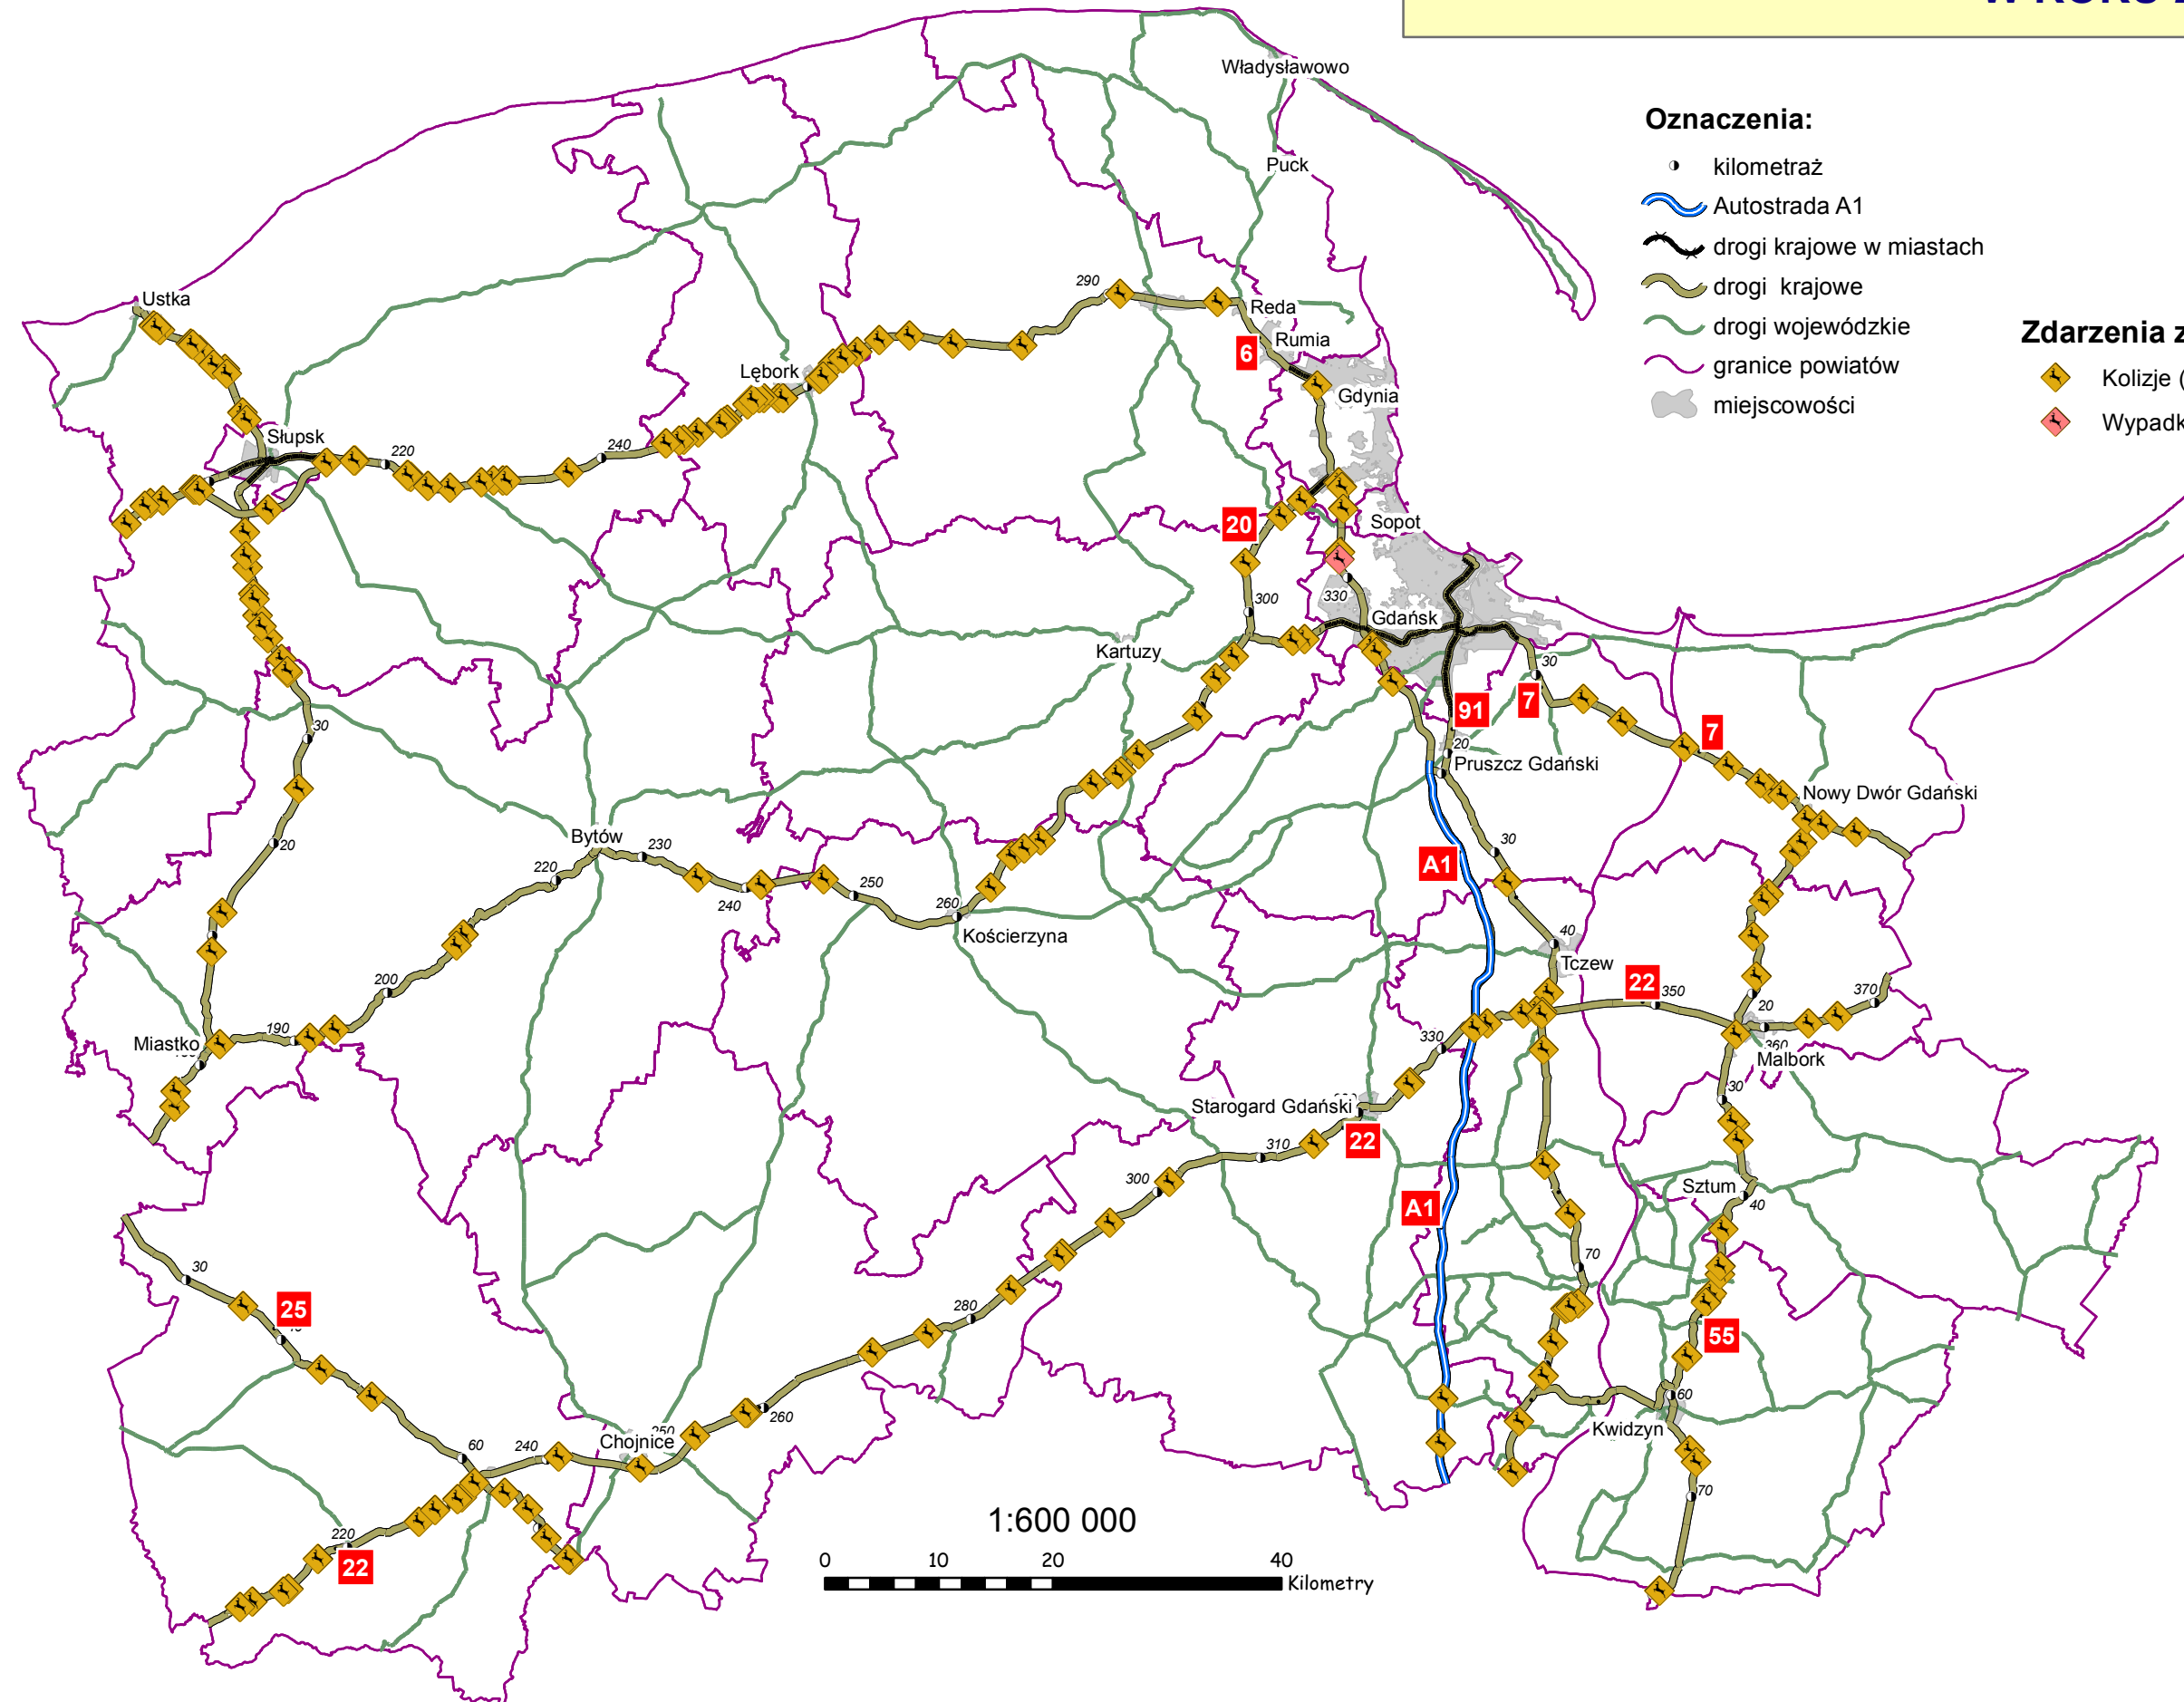 W ROKU
Władysławowo
Oznaczenia:
kilometraż
Puck
Autostrada A1
drogi krajowe w miastach
290
drogi krajowe
Ustka
Reda
drogi wojewódzkie
Zdarzenia z
Rumia
6
granice powiatów
Lębork
Kolizje (
Gdynia
miejscowości
Wypadk
Słupsk
240
220
20
Sopot
300
330
Gdańsk
Kartuzy
30
7
91
30
7
20
Pruszcz Gdański
Nowy Dwór Gdański
Bytów
230
30
20
A1
220
250
240
260
40
Kościerzyna
Tczew
200
22
350
370
20
190
330
Miastko
360
Malbork
30
Starogard Gdański
22
310
300
Sztum
40
A1
70
30
25
280
55
60
260
Kwidzyn
250
Chojnice
60
240
70
1:600 000
220
22
0 10 20 40
Kilometry